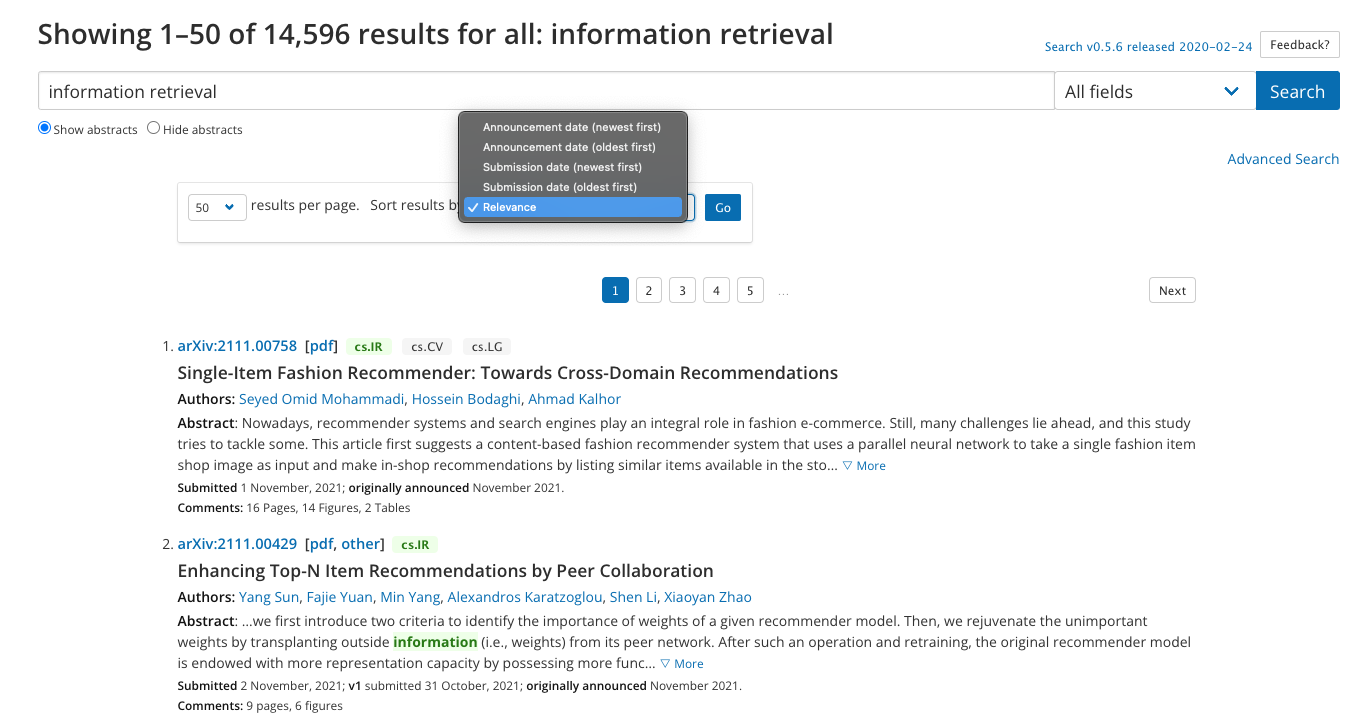 Showing 1–50 of 14,596 results for all: information retrieval
Search v0.5.6 released 2020-02-24 Feedback?
information retrieval All fields Search
Show abstracts Hide abstracts
Advanced Search
Announcement date (newest first)
Announcement date (oldest first)
Submission date (newest first)
Submission date (oldest first)
✓ Relevance
50 results per page. Sort results by Go
1 2 3 4 5 ... Next
1. arXiv:2111.00758 [pdf] cs.IR cs.CV cs.LG
Single-Item Fashion Recommender: Towards Cross-Domain Recommendations
Authors: Seyed Omid Mohammadi, Hossein Bodaghi, Ahmad Kalhor
Abstract: Nowadays, recommender systems and search engines play an integral role in fashion e-commerce. Still, many challenges lie ahead, and this study
tries to tackle some. This article first suggests a content-based fashion recommender system that uses a parallel neural network to take a single fashion item
shop image as input and make in-shop recommendations by listing similar items available in the sto... ▽ More
Submitted 1 November, 2021; originally announced November 2021.
Comments: 16 Pages, 14 Figures, 2 Tables
2. arXiv:2111.00429 [pdf, other] cs.IR
Enhancing Top-N Item Recommendations by Peer Collaboration
Authors: Yang Sun, Fajie Yuan, Min Yang, Alexandros Karatzoglou, Shen Li, Xiaoyan Zhao
Abstract: ...we first introduce two criteria to identify the importance of weights of a given recommender model. Then, we rejuvenate the unimportant
weights by transplanting outside information (i.e., weights) from its peer network. After such an operation and retraining, the original recommender model
is endowed with more representation capacity by possessing more func... ▽ More
Submitted 2 November, 2021; v1 submitted 31 October, 2021; originally announced November 2021.
Comments: 9 pages, 6 figures